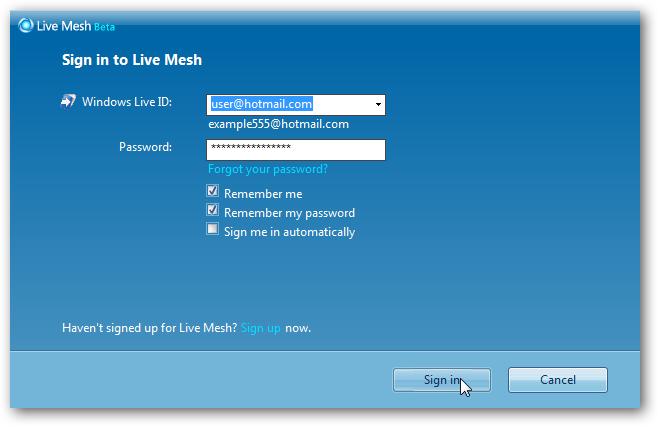 Live Mesh Beta
Sign in to Live Mesh
Windows Live ID:
user@hotmail.com
example555@hotmail.com
Password:
****************
Forgot your password?
Remember me
Remember my password
Sign me in automatically
Haven't signed up for Live Mesh? Sign up now.
Sign in
Cancel